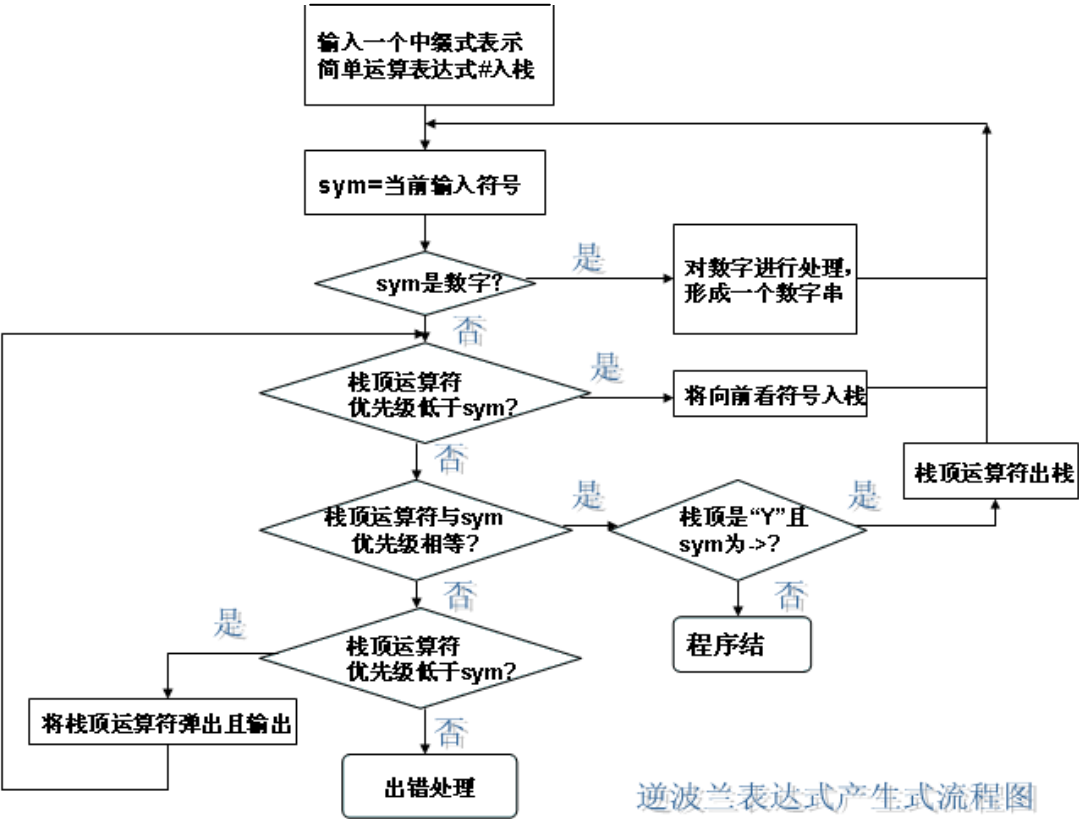 输入一个中缀式表示
简单运算表达式#入栈
sym=当前输入符号
sym是数字?
是
对数字进行处理，
形成一个数字串
否
栈顶运算符
优先级低于sym?
是
将向前看符号入栈
否
栈顶运算符出栈
栈顶运算符与sym
优先级相等?
是
栈顶是“Y”且
sym为->?
是
否
否
程序结
栈顶运算符
优先级低于sym?
是
将栈顶运算符弹出且输出
否
出错处理
逆波兰表达式产生式流程图